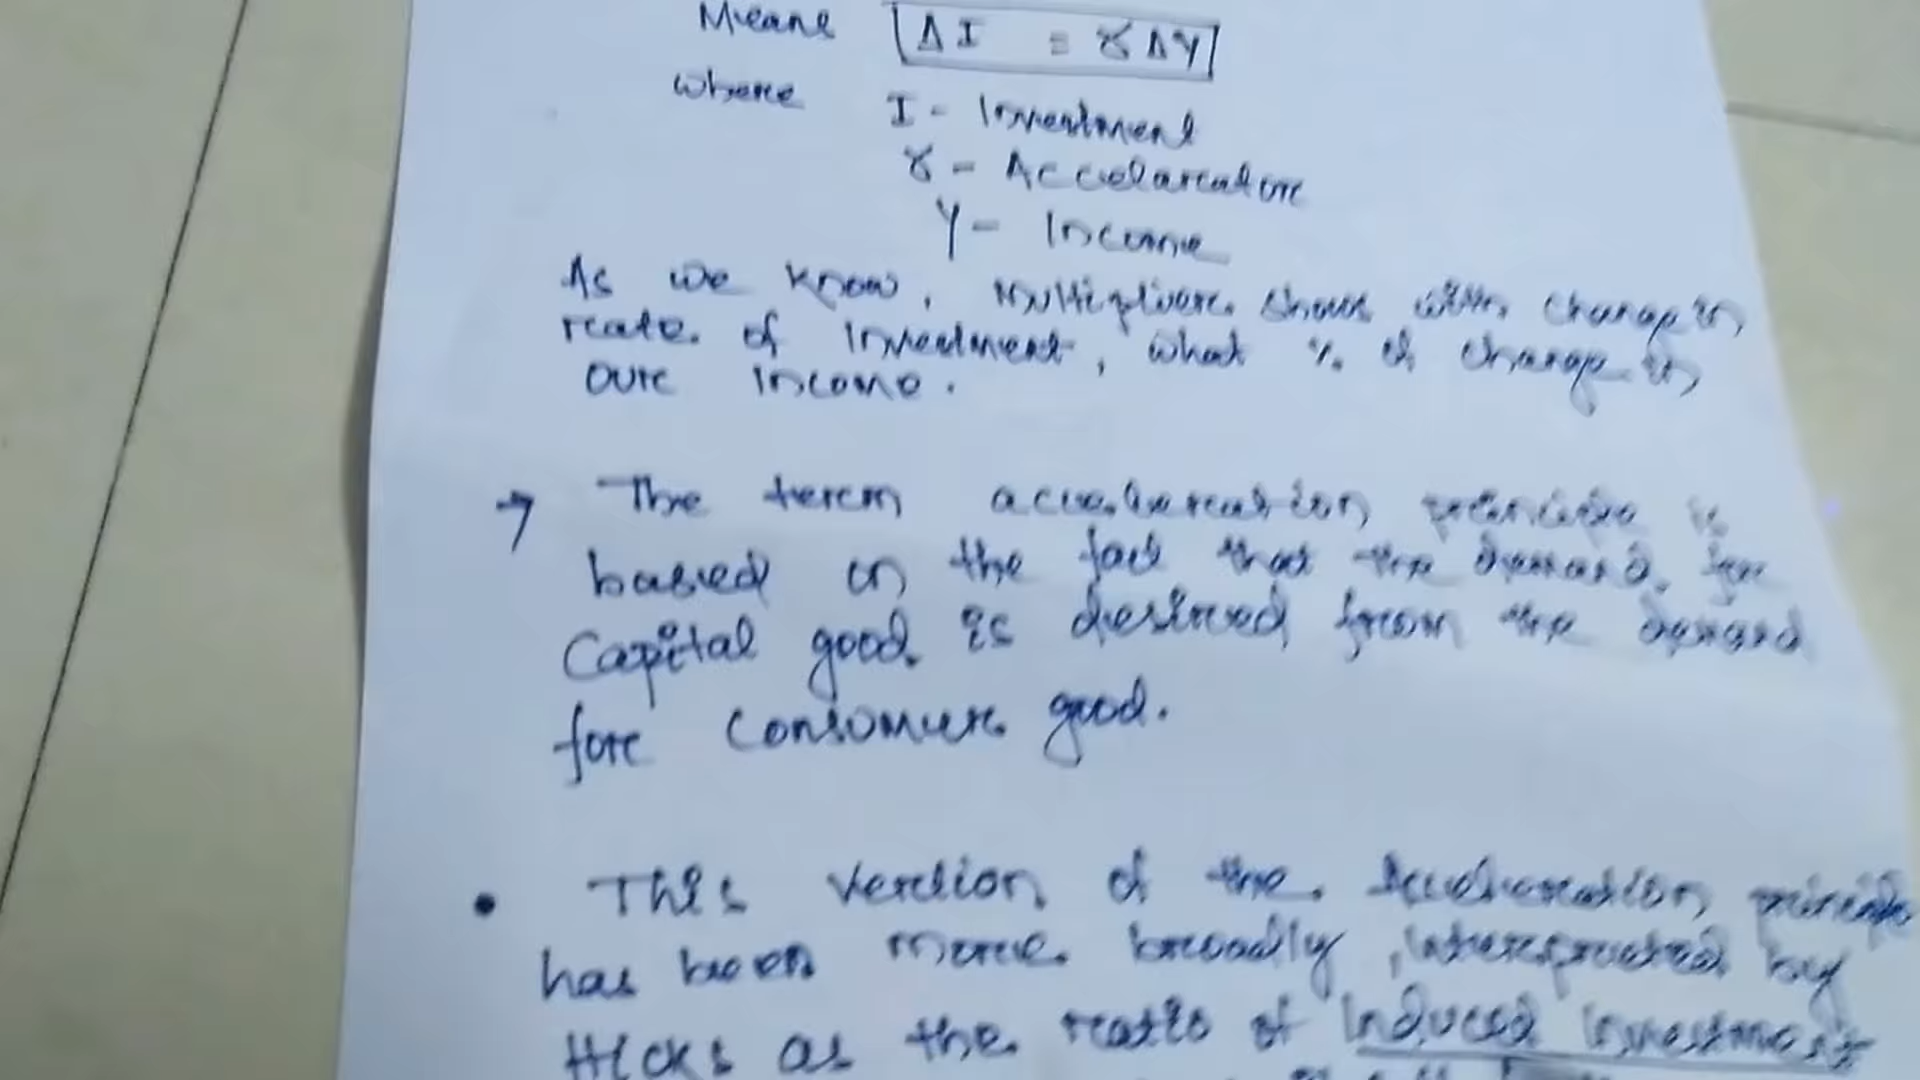 Means ΔI = γΔY
where I - Investment
γ - Accelarator
Y - Income
As we know, Multiplier shows with change in
rate of investment, what % of change in
our income.
→ The term acceleration principle is
based on the fact that the demand for
Capital good is desired from the demand
for consumer good.
• This version of the Acceleration principle
has been more broadly interpreted by
Hicks as the ratio of Induced investment